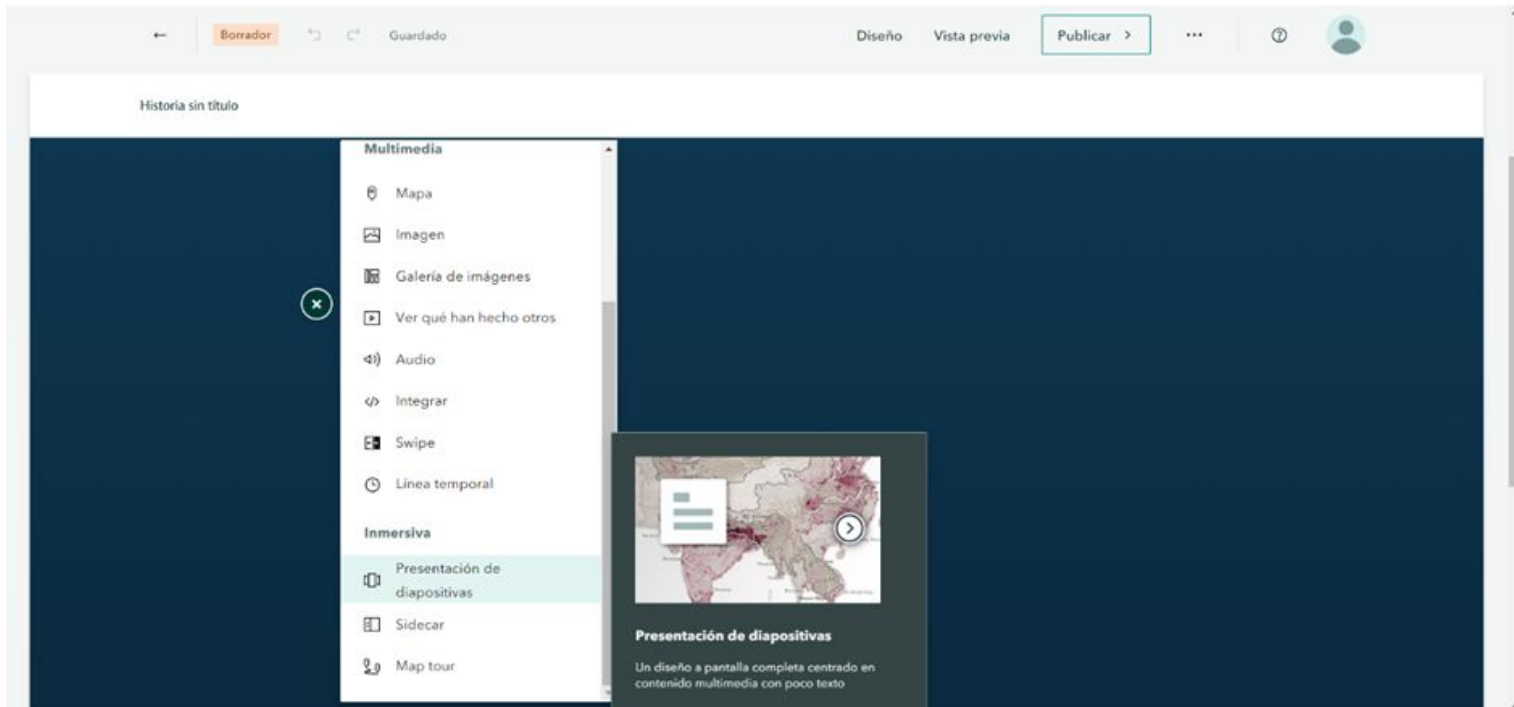 Borrador
Guardado
Diseño
Vista previa
Publicar >
...
Historia sin título
Multimedia
Mapa
Imagen
Galería de imágenes
Ver qué han hecho otros
Audio
Integrar
Swipe
Línea temporal
Inmersiva
Presentación de
diapositivas
Sidecar
Map tour
Presentación de diapositivas
Un diseño a pantalla completa centrado en
contenido multimedia con poco texto